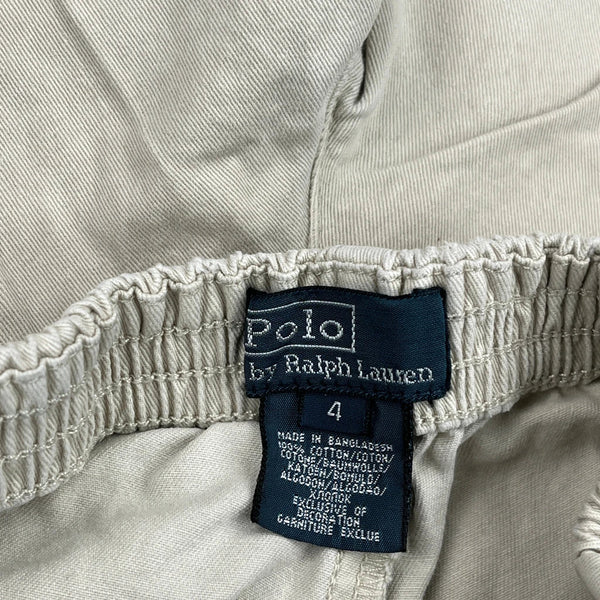 Polo
by Ralph Lauren
4
MADE IN BANGLADESH
100% COTTON/COTON/
COTONE/BAUMWOLLE/
KATOEN/BOMULD/
ALGODON/ALGODAO/
ХЛОПОК
EXCLUSIVE OF
DECORATION
GARNITURE EXCLUE